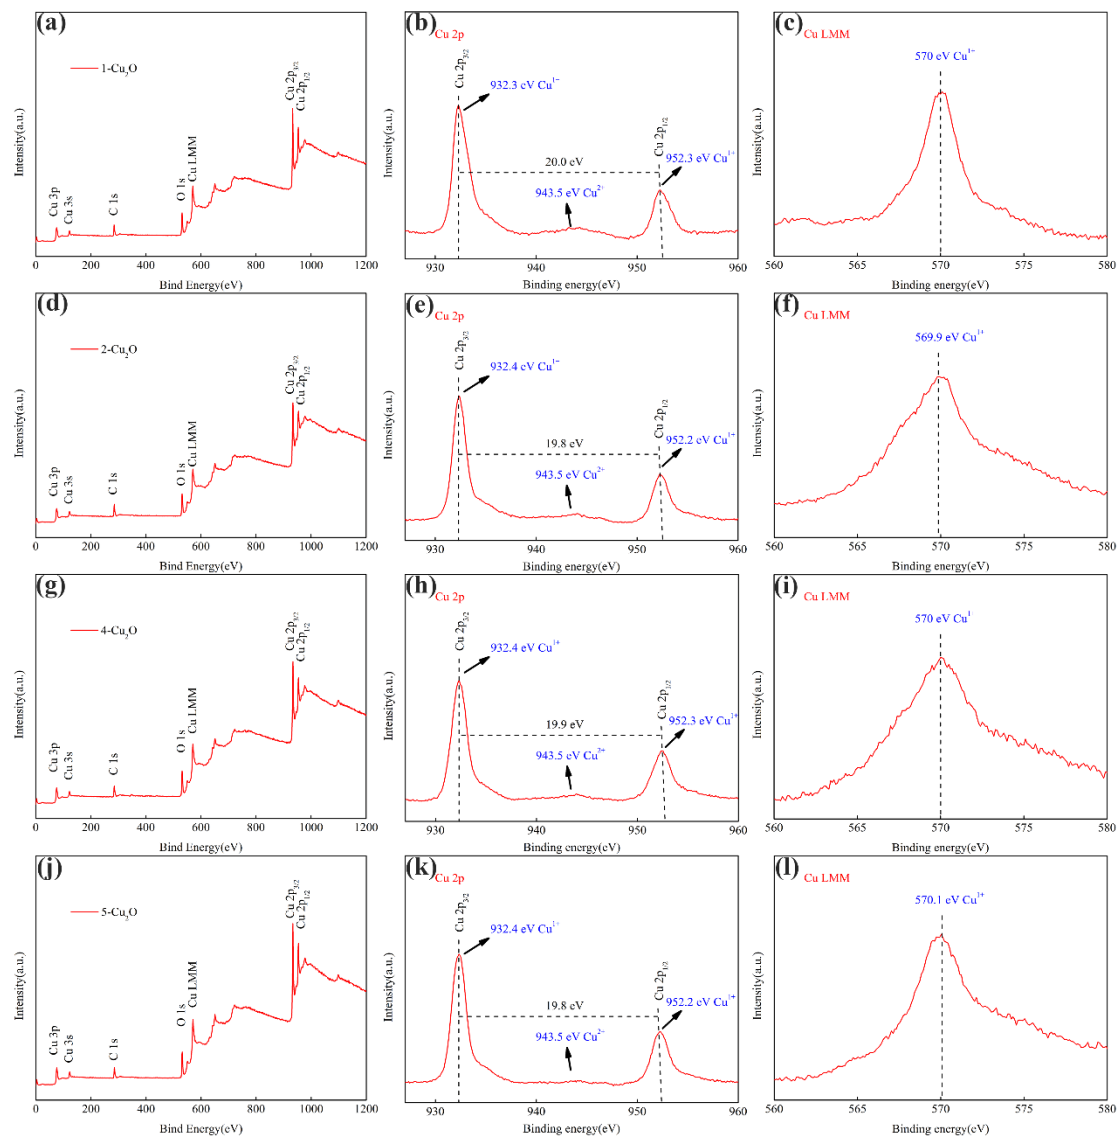 (a)
1-Cu₂O
Cu 3p
Cu 3s
C 1s
O 1s
Cu LMM
Cu 2p₃/₂
Cu 2p₁/₂
Intensity(a.u.)
0 200 400 600 800 1000 1200
Bind Energy(eV)
(b)
Cu 2p
Cu 2p₃/₂
932.3 eV Cu¹⁺
20.0 eV
943.5 eV Cu²⁺
Cu 2p₁/₂
952.3 eV Cu¹⁺
Intensity(a.u.)
930 940 950 960
Binding energy(eV)
(c)
Cu LMM
570 eV Cu¹⁺
Intensity(a.u.)
560 565 570 575 580
Binding energy(eV)
(d)
2-Cu₂O
Cu 3p
Cu 3s
C 1s
O 1s
Cu LMM
Cu 2p₃/₂
Cu 2p₁/₂
Intensity(a.u.)
0 200 400 600 800 1000 1200
Bind Energy(eV)
(e)
Cu 2p
Cu 2p₃/₂
932.4 eV Cu¹⁺
19.8 eV
943.5 eV Cu²⁺
Cu 2p₁/₂
952.2 eV Cu¹⁺
Intensity(a.u.)
930 940 950 960
Binding energy(eV)
(f)
Cu LMM
569.9 eV Cu¹⁺
Intensity(a.u.)
560 565 570 575 580
Binding energy(eV)
(g)
4-Cu₂O
Cu 3p
Cu 3s
C 1s
O 1s
Cu LMM
Cu 2p₃/₂
Cu 2p₁/₂
Intensity(a.u.)
0 200 400 600 800 1000 1200
Bind Energy(eV)
(h)
Cu 2p
Cu 2p₃/₂
932.4 eV Cu¹⁺
19.9 eV
943.5 eV Cu²⁺
Cu 2p₁/₂
952.3 eV Cu¹⁺
Intensity(a.u.)
930 940 950 960
Binding energy(eV)
(i)
Cu LMM
570 eV Cu¹
Intensity(a.u.)
560 565 570 575 580
Binding energy(eV)
(j)
5-Cu₂O
Cu 3p
Cu 3s
C 1s
O 1s
Cu LMM
Cu 2p₃/₂
Cu 2p₁/₂
Intensity(a.u.)
0 200 400 600 800 1000 1200
Bind Energy(eV)
(k)
Cu 2p
Cu 2p₃/₂
932.4 eV Cu¹⁺
19.8 eV
943.5 eV Cu²⁺
Cu 2p₁/₂
952.2 eV Cu¹⁺
Intensity(a.u.)
930 940 950 960
Binding energy(eV)
(l)
Cu LMM
570.1 eV Cu¹⁺
Intensity(a.u.)
560 565 570 575 580
Binding energy(eV)